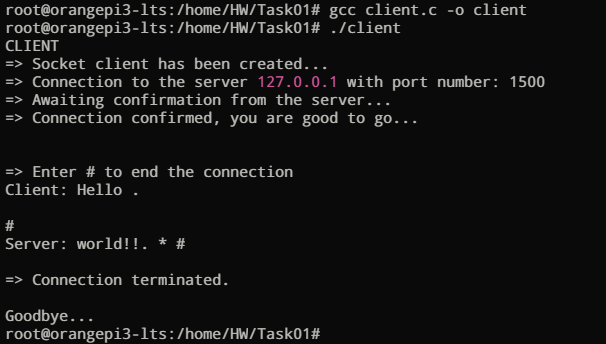 root@orangepi3-lts:/home/HW/Task01# gcc client.c -o client
root@orangepi3-lts:/home/HW/Task01# ./client
CLIENT
=> Socket client has been created...
=> Connection to the server 127.0.0.1 with port number: 1500
=> Awaiting confirmation from the server...
=> Connection confirmed, you are good to go...
=> Enter # to end the connection
Client: Hello .
#
Server: world!!. * #
=> Connection terminated.
Goodbye...
root@orangepi3-lts:/home/HW/Task01#